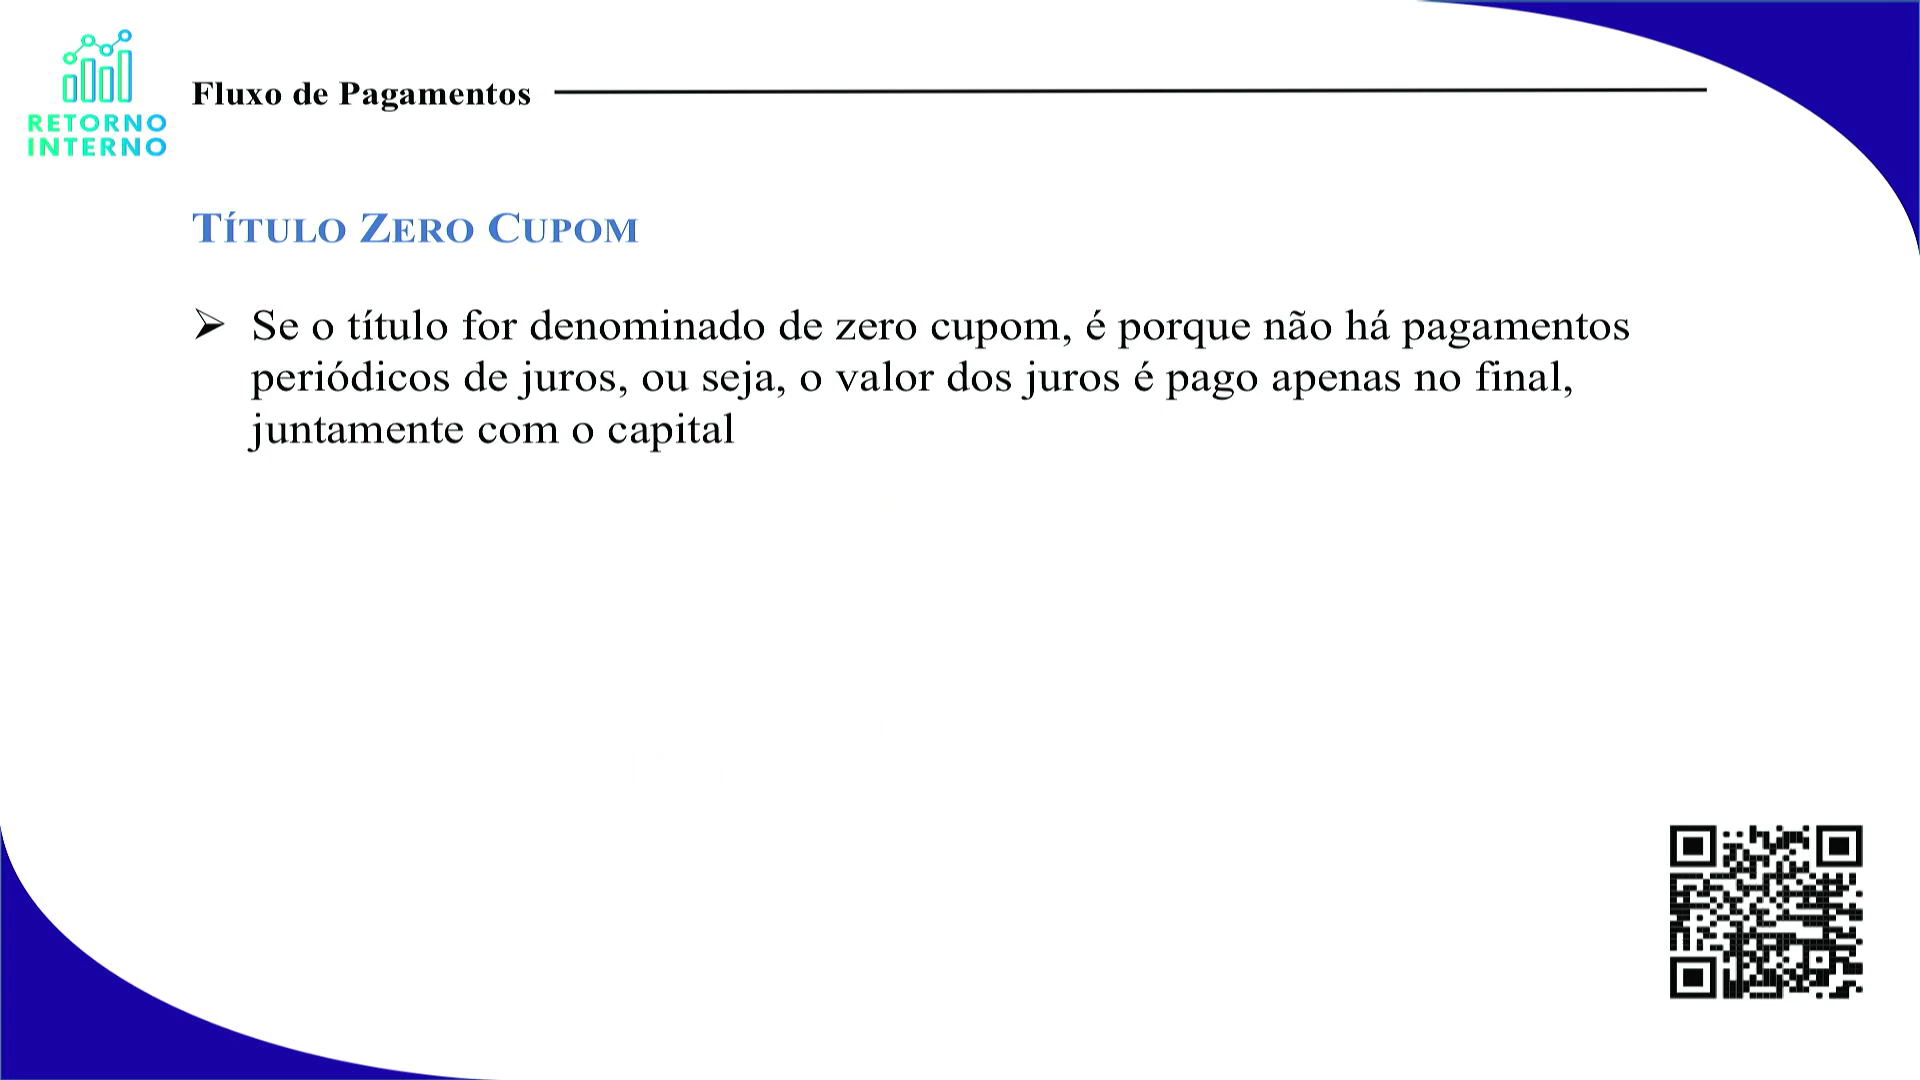 RETORNO
INTERNO
Fluxo de Pagamentos
TÍTULO ZERO CUPOM
Se o título for denominado de zero cupom, é porque não há pagamentos
periódicos de juros, ou seja, o valor dos juros é pago apenas no final,
juntamente com o capital